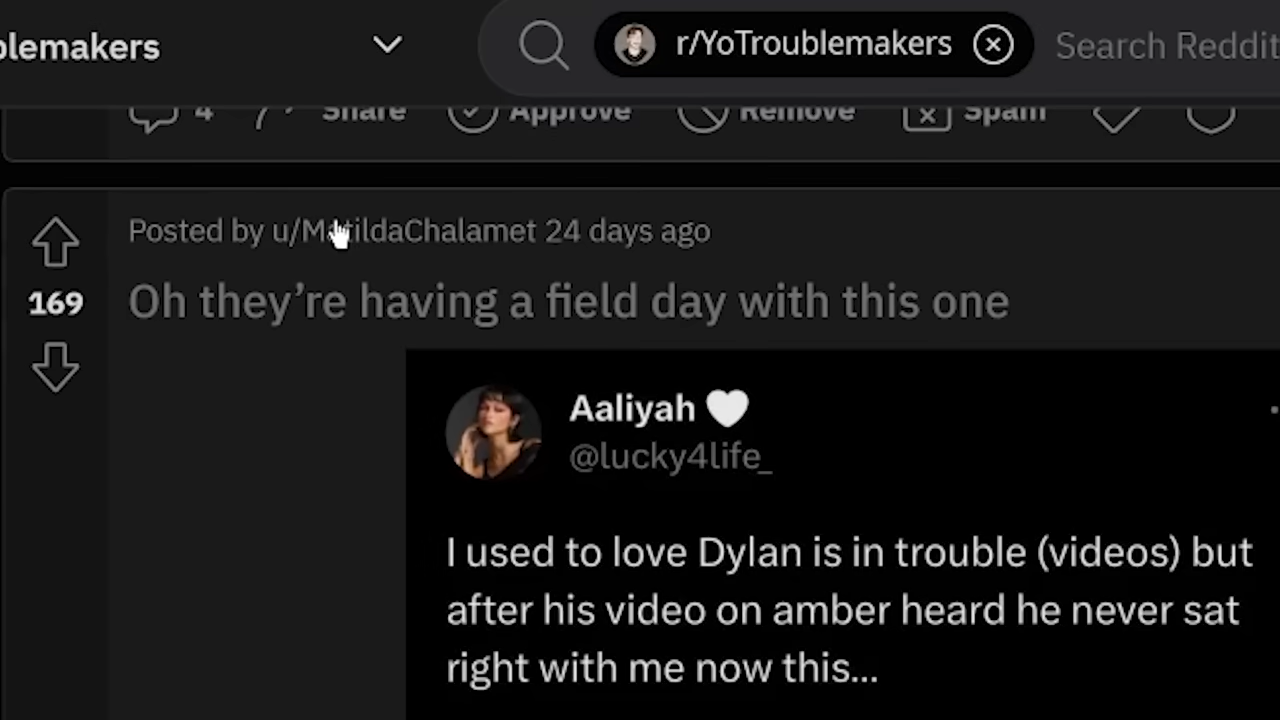 blemakers
r/YoTroublemakers
Search Reddit
4 Share Approve Remove Spam
Posted by u/MatildaChalamet 24 days ago
169
Oh they’re having a field day with this one
Aaliyah
@lucky4life_
I used to love Dylan is in trouble (videos) but
after his video on amber heard he never sat
right with me now this...